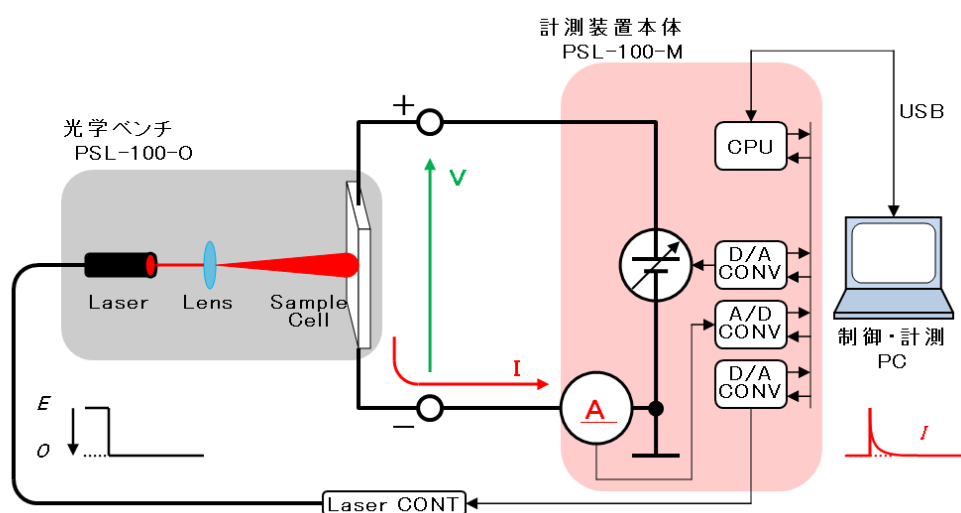 計測装置本体
PSL-100-M
光学ベンチ
PSL-100-O
+
V
CPU
USB
D/A
CONV
Laser
Lens
Sample
Cell
A/D
CONV
制御・計測
PC
I
D/A
CONV
A
−
E
O
I
Laser CONT